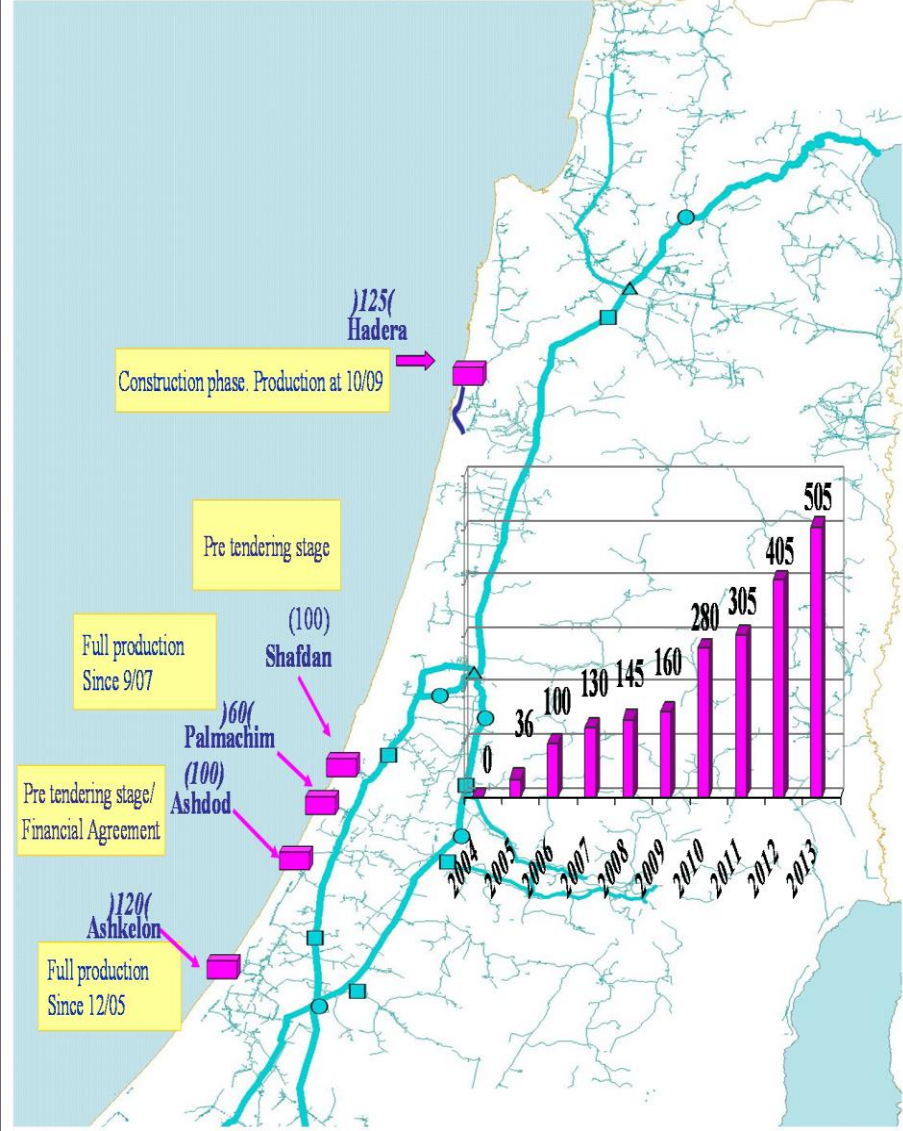 )125(
Hadera
Construction phase. Production at 10/09
Pre tendering stage
(100)
Shafdan
Full production
Since 9/07
)60(
Palmachim
(100)
Ashdod
Pre tendering stage/
Financial Agreement
)120(
Ashkelon
Full production
Since 12/05
0
36
100
130
145
160
280
305
405
505
2004
2005
2006
2007
2008
2009
2010
2011
2012
2013